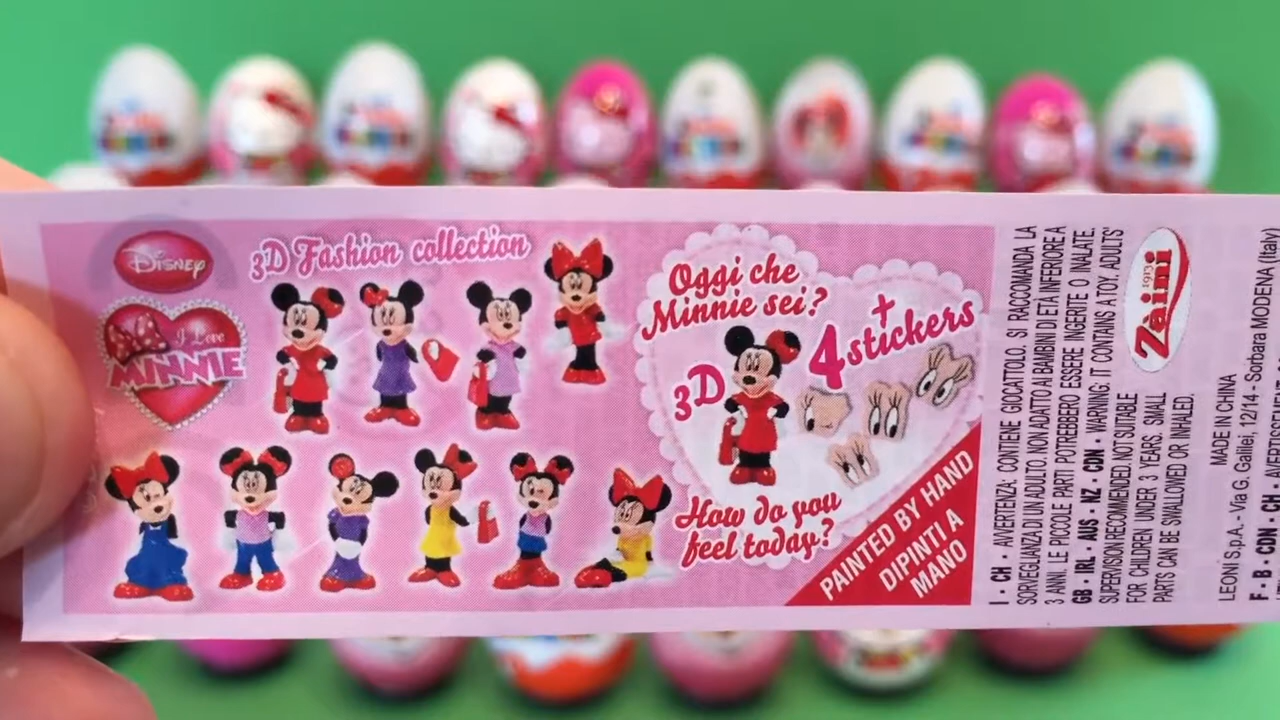 Disney
I Love
MINNIE
3D Fashion collection
Oggi che
Minnie sei?
+
4 stickers
3D
How do you
feel today?
PAINTED BY HAND
DIPINTI A
MANO
I - CH - AVVERTENZA: CONTIENE GIOCATTOLO. SI RACCOMANDA LA
SORVEGLIANZA DI UN ADULTO. NON ADATTO AI BAMBINI DI ETÀ INFERIORE A
3 ANNI. LE PICCOLE PARTI POTREBBERO ESSERE INGERITE O INALATE.
GB - IRL - AUS - NZ - CDN - WARNING: IT CONTAINS A TOY. ADULTS
SUPERVISION RECOMMENDED. NOT SUITABLE
FOR CHILDREN UNDER 3 YEARS. SMALL
PARTS CAN BE SWALLOWED OR INHALED.
1913
Zàini
MADE IN CHINA
LEONI S.p.A. - Via G. Galilei, 12/14 - Sorbara MODENA (Italy)
F - B - CDN - CH -